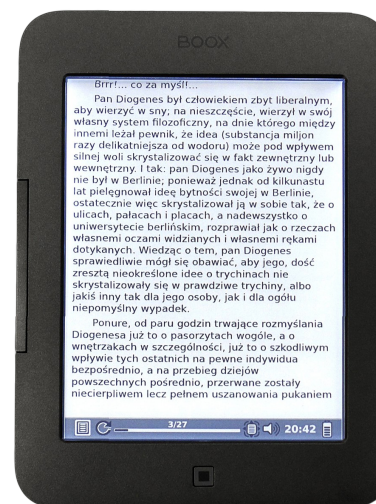 BOOX
Brrr!... co za myśl!...
Pan Diogenes był człowiekiem zbyt liberalnym,
aby wierzyć w sny; na nieszczęście, wierzył w swój
własny system filozoficzny, na dnie którego między
innemi leżał pewnik, że idea (substancja miljon
razy delikatniejsza od wodoru) może pod wpływem
silnej woli skrystalizować się w fakt zewnętrzny lub
wewnętrzny. I tak: pan Diogenes jako żywo nigdy
nie był w Berlinie; ponieważ jednak od kilkunastu
lat pielęgnował ideę bytności swojej w Berlinie,
ostatecznie więc skrystalizował ją w sobie tak, że o
ulicach, pałacach i placach, a nadewszystko o
uniwersytecie berlińskim, rozprawiał jak o rzeczach
własnemi oczami widzianych i własnemi rękami
dotykanych. Wiedząc o tem, pan Diogenes
sprawiedliwie mógł się obawiać, aby jego, dość
zresztą nieokreślone idee o trychinach nie
skrystalizowały się w prawdziwe trychiny, albo
jakiś inny tak dla jego osoby, jak i dla ogółu
niepomyślny wypadek.
Ponure, od paru godzin trwające rozmyślania
Diogenesa już to o pasorzytach wogóle, a o
wnętrzakach w szczególności, już to o szkodliwym
wpływie tych ostatnich na pewne indywidua
bezpośrednio, a na przebieg dziejów
powszechnych pośrednio, przerwane zostały
niecierpliwem lecz pełnem uszanowania pukaniem
3/27
20:42